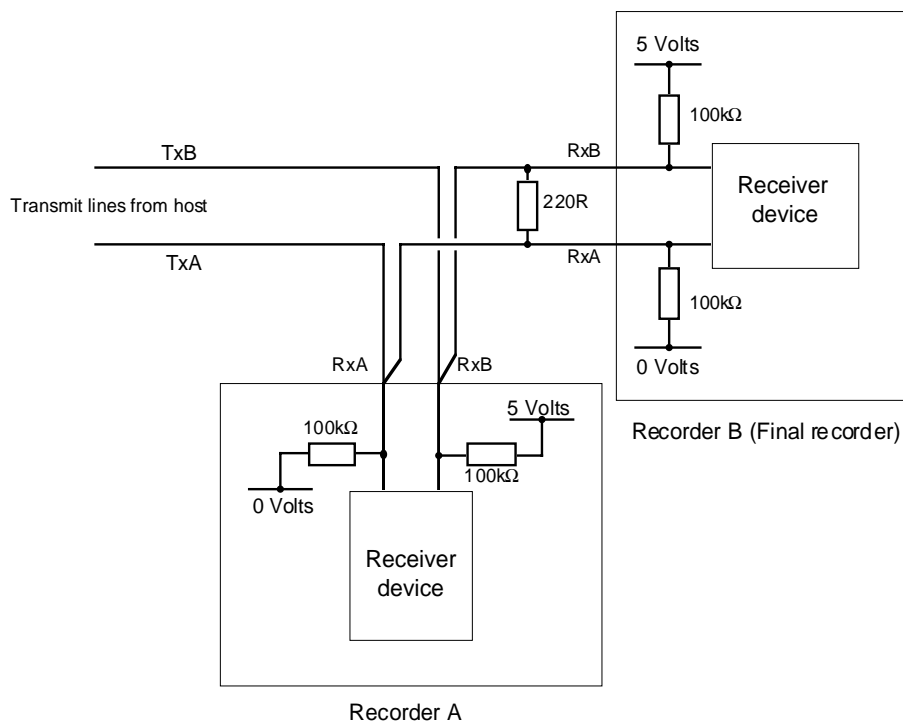 5 Volts
100kΩ
TxB
RxB
Receiver
device
Transmit lines from host
220R
TxA
RxA
100kΩ
0 Volts
RxA
RxB
5 Volts
100kΩ
100kΩ
0 Volts
Receiver
device
Recorder B (Final recorder)
Recorder A